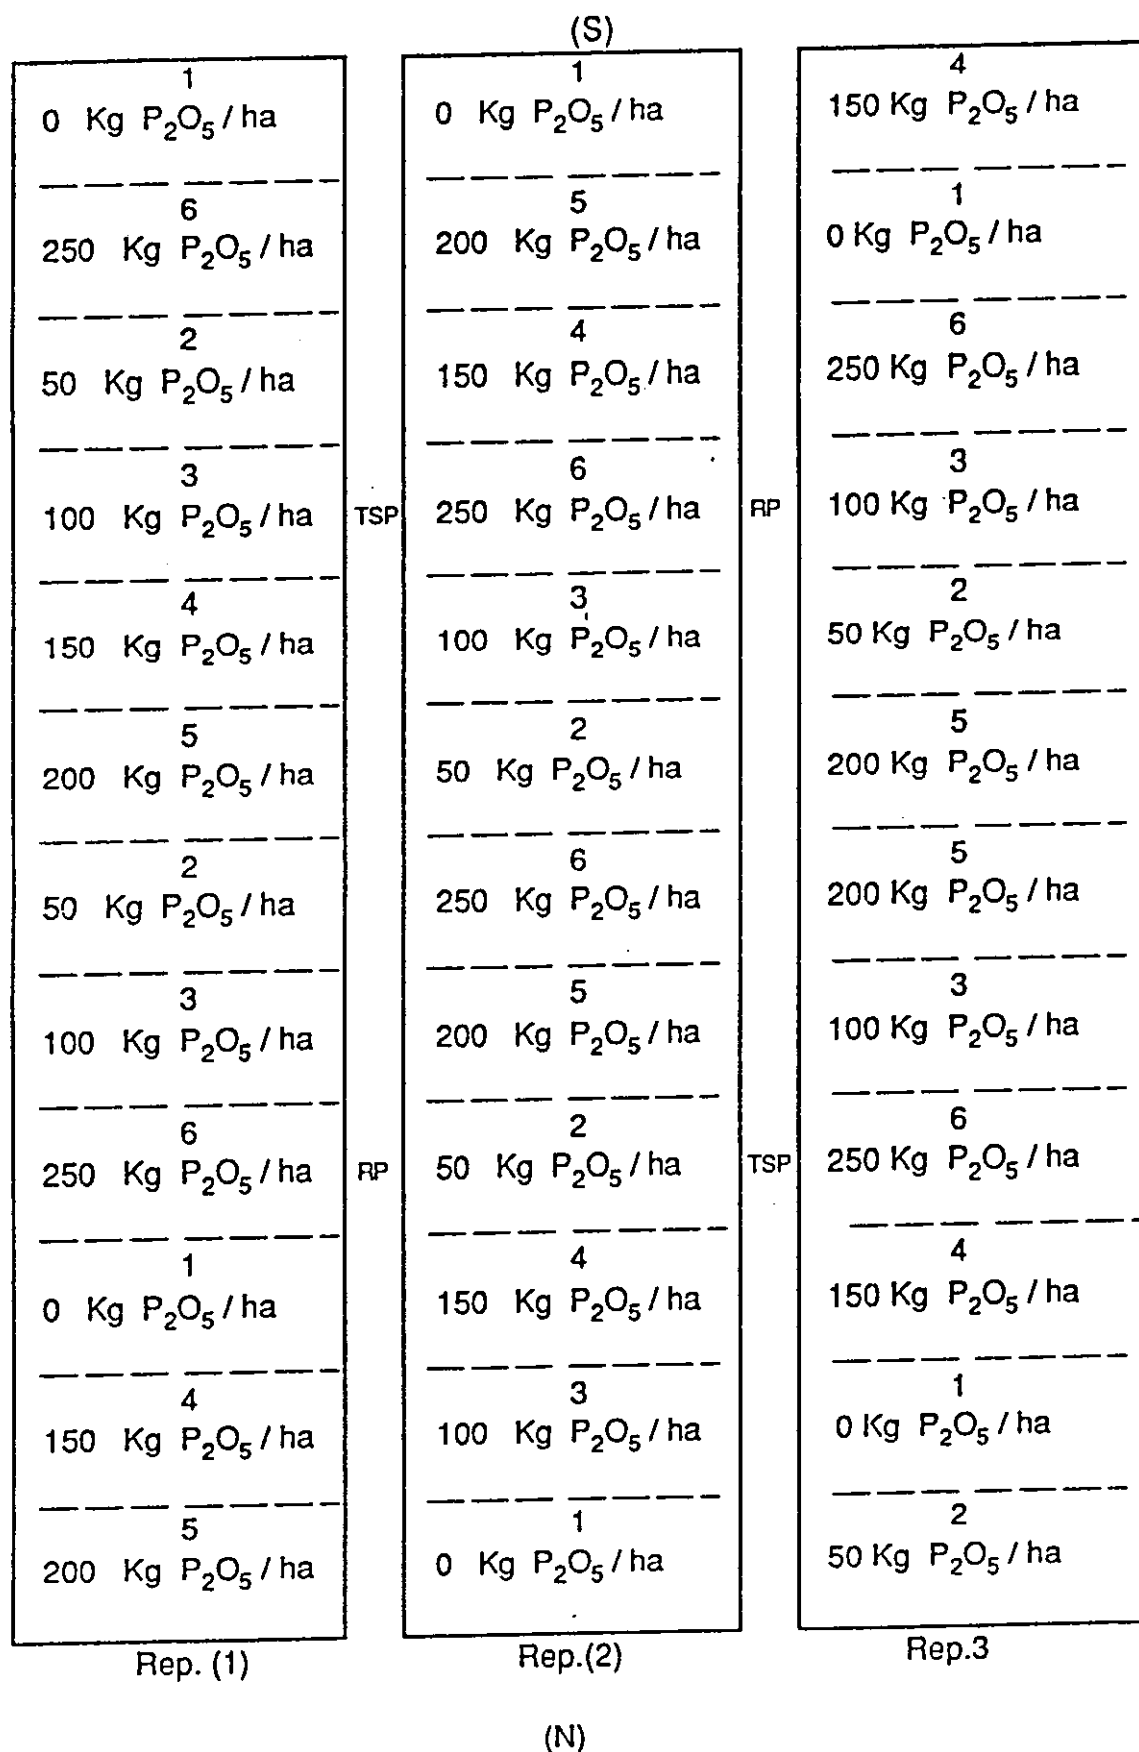 (S)
1
0 Kg P₂O₅ / ha
6
250 Kg P₂O₅ / ha
2
50 Kg P₂O₅ / ha
3
100 Kg P₂O₅ / ha
4
150 Kg P₂O₅ / ha
5
200 Kg P₂O₅ / ha
2
50 Kg P₂O₅ / ha
3
100 Kg P₂O₅ / ha
6
250 Kg P₂O₅ / ha
1
0 Kg P₂O₅ / ha
4
150 Kg P₂O₅ / ha
5
200 Kg P₂O₅ / ha
Rep. (1)
TSP
RP
1
0 Kg P₂O₅ / ha
5
200 Kg P₂O₅ / ha
4
150 Kg P₂O₅ / ha
6
250 Kg P₂O₅ / ha
3
100 Kg P₂O₅ / ha
2
50 Kg P₂O₅ / ha
6
250 Kg P₂O₅ / ha
5
200 Kg P₂O₅ / ha
2
50 Kg P₂O₅ / ha
4
150 Kg P₂O₅ / ha
3
100 Kg P₂O₅ / ha
1
0 Kg P₂O₅ / ha
Rep.(2)
RP
TSP
4
150 Kg P₂O₅ / ha
1
0 Kg P₂O₅ / ha
6
250 Kg P₂O₅ / ha
3
100 Kg P₂O₅ / ha
2
50 Kg P₂O₅ / ha
5
200 Kg P₂O₅ / ha
5
200 Kg P₂O₅ / ha
3
100 Kg P₂O₅ / ha
6
250 Kg P₂O₅ / ha
4
150 Kg P₂O₅ / ha
1
0 Kg P₂O₅ / ha
2
50 Kg P₂O₅ / ha
Rep.3
(N)